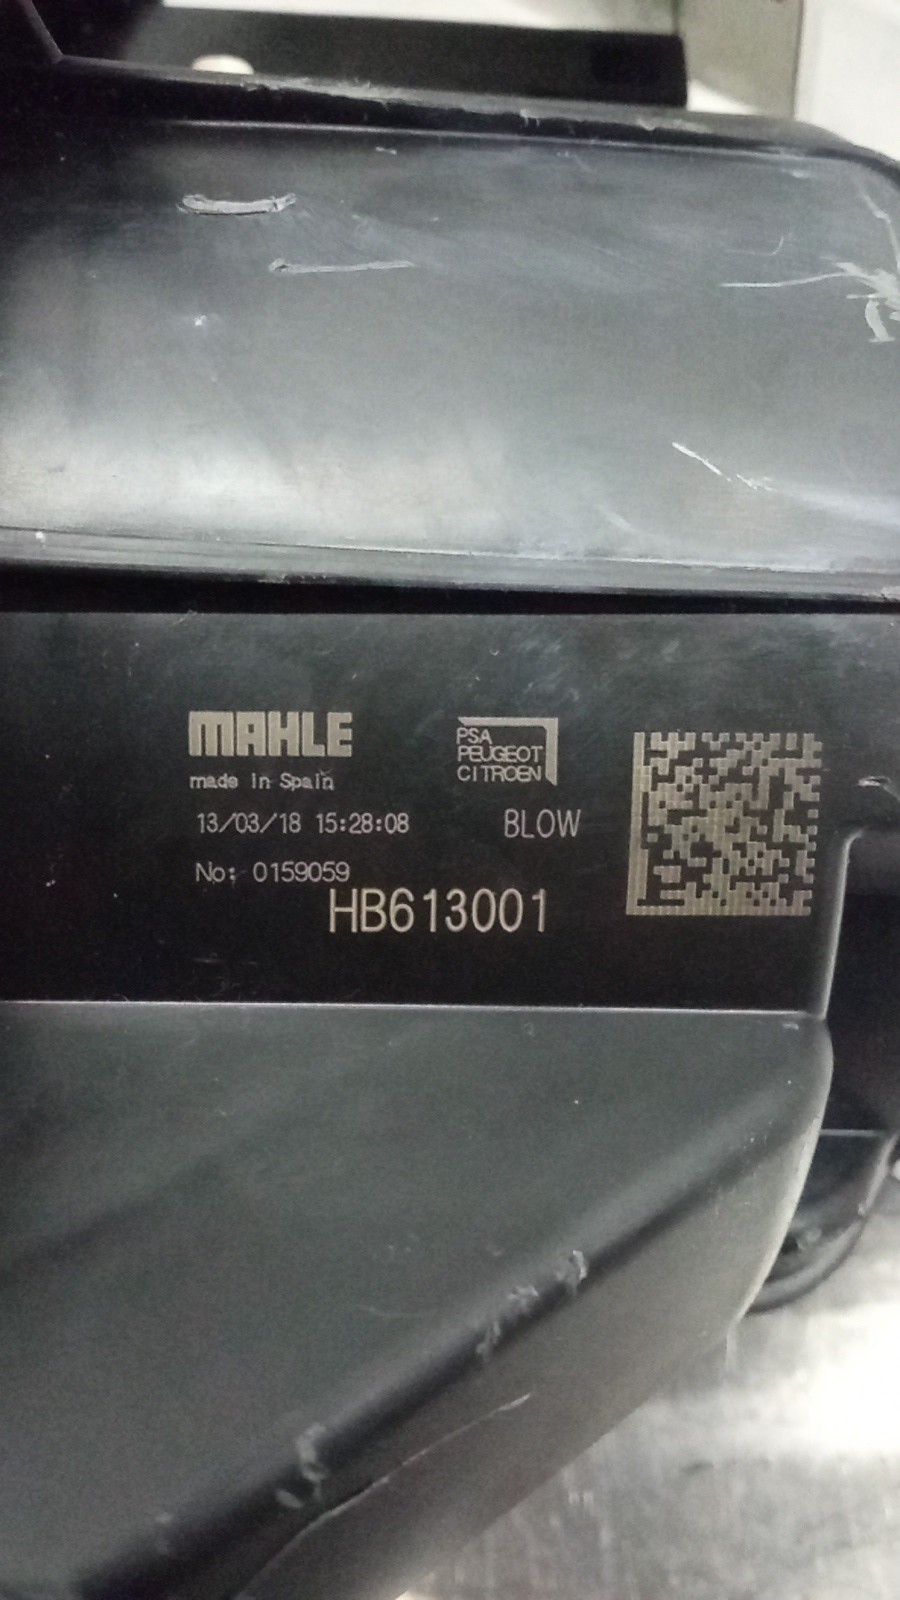 MAHLE
made in Spain
13/03/18 15:28:08
No: 0159059
HB613001
PSA
PEUGEOT
CITROEN
BLOW